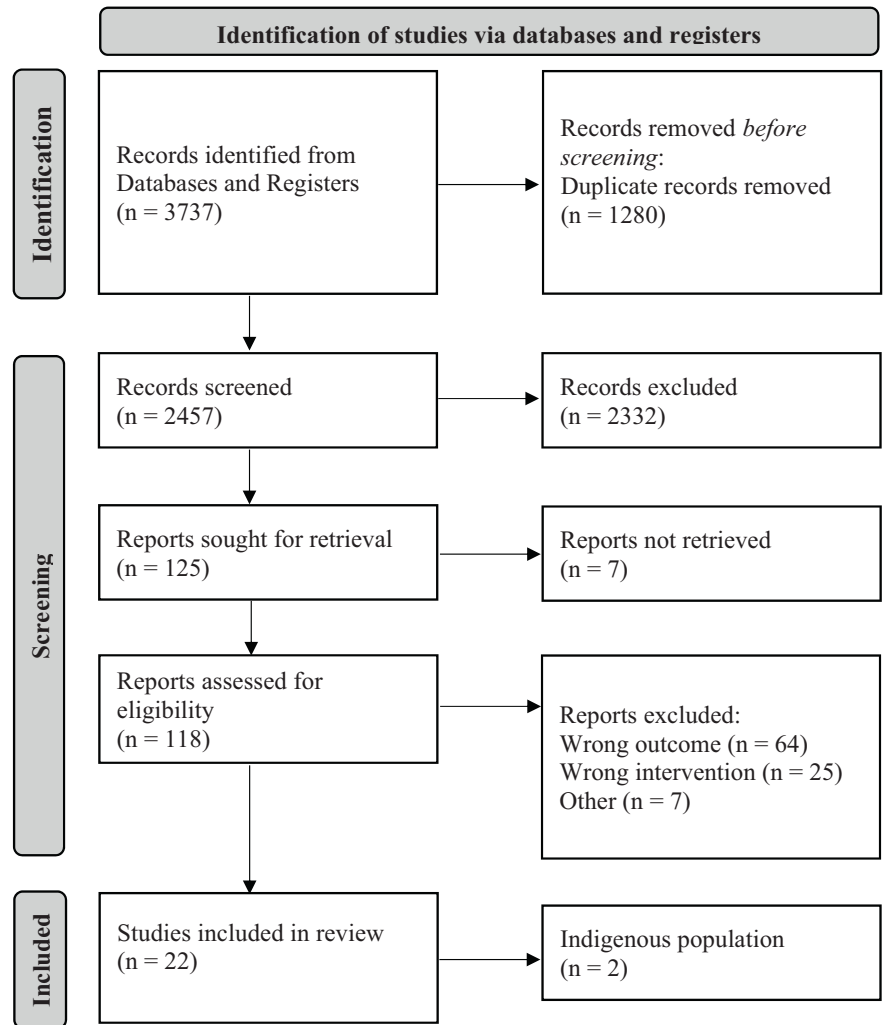 Identification of studies via databases and registers
Identification
Records identified from
Databases and Registers
(n = 3737)
Records removed before
screening:
Duplicate records removed
(n = 1280)
Screening
Records screened
(n = 2457)
Records excluded
(n = 2332)
Reports sought for retrieval
(n = 125)
Reports not retrieved
(n = 7)
Reports assessed for
eligibility
(n = 118)
Reports excluded:
Wrong outcome (n = 64)
Wrong intervention (n = 25)
Other (n = 7)
Included
Studies included in review
(n = 22)
Indigenous population
(n = 2)